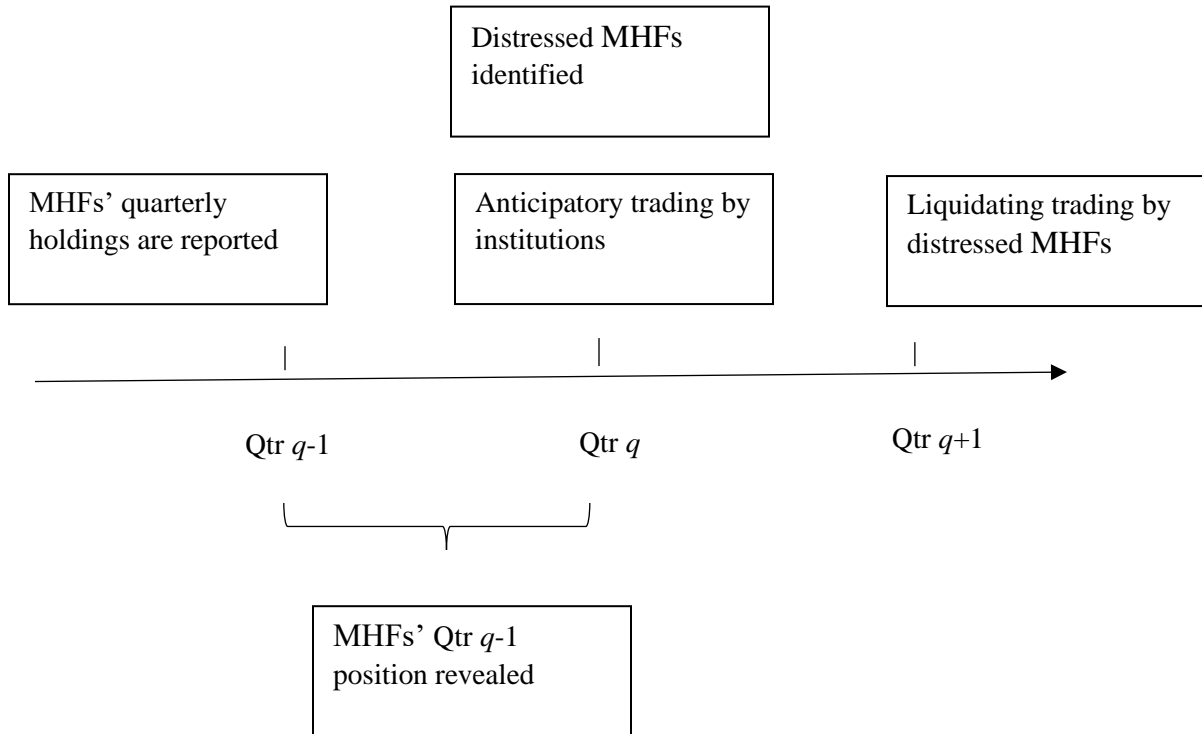 Distressed MHFs
identified
MHFs’ quarterly
holdings are reported
Anticipatory trading by
institutions
Liquidating trading by
distressed MHFs
Qtr q-1
Qtr q
Qtr q+1
MHFs’ Qtr q-1
position revealed